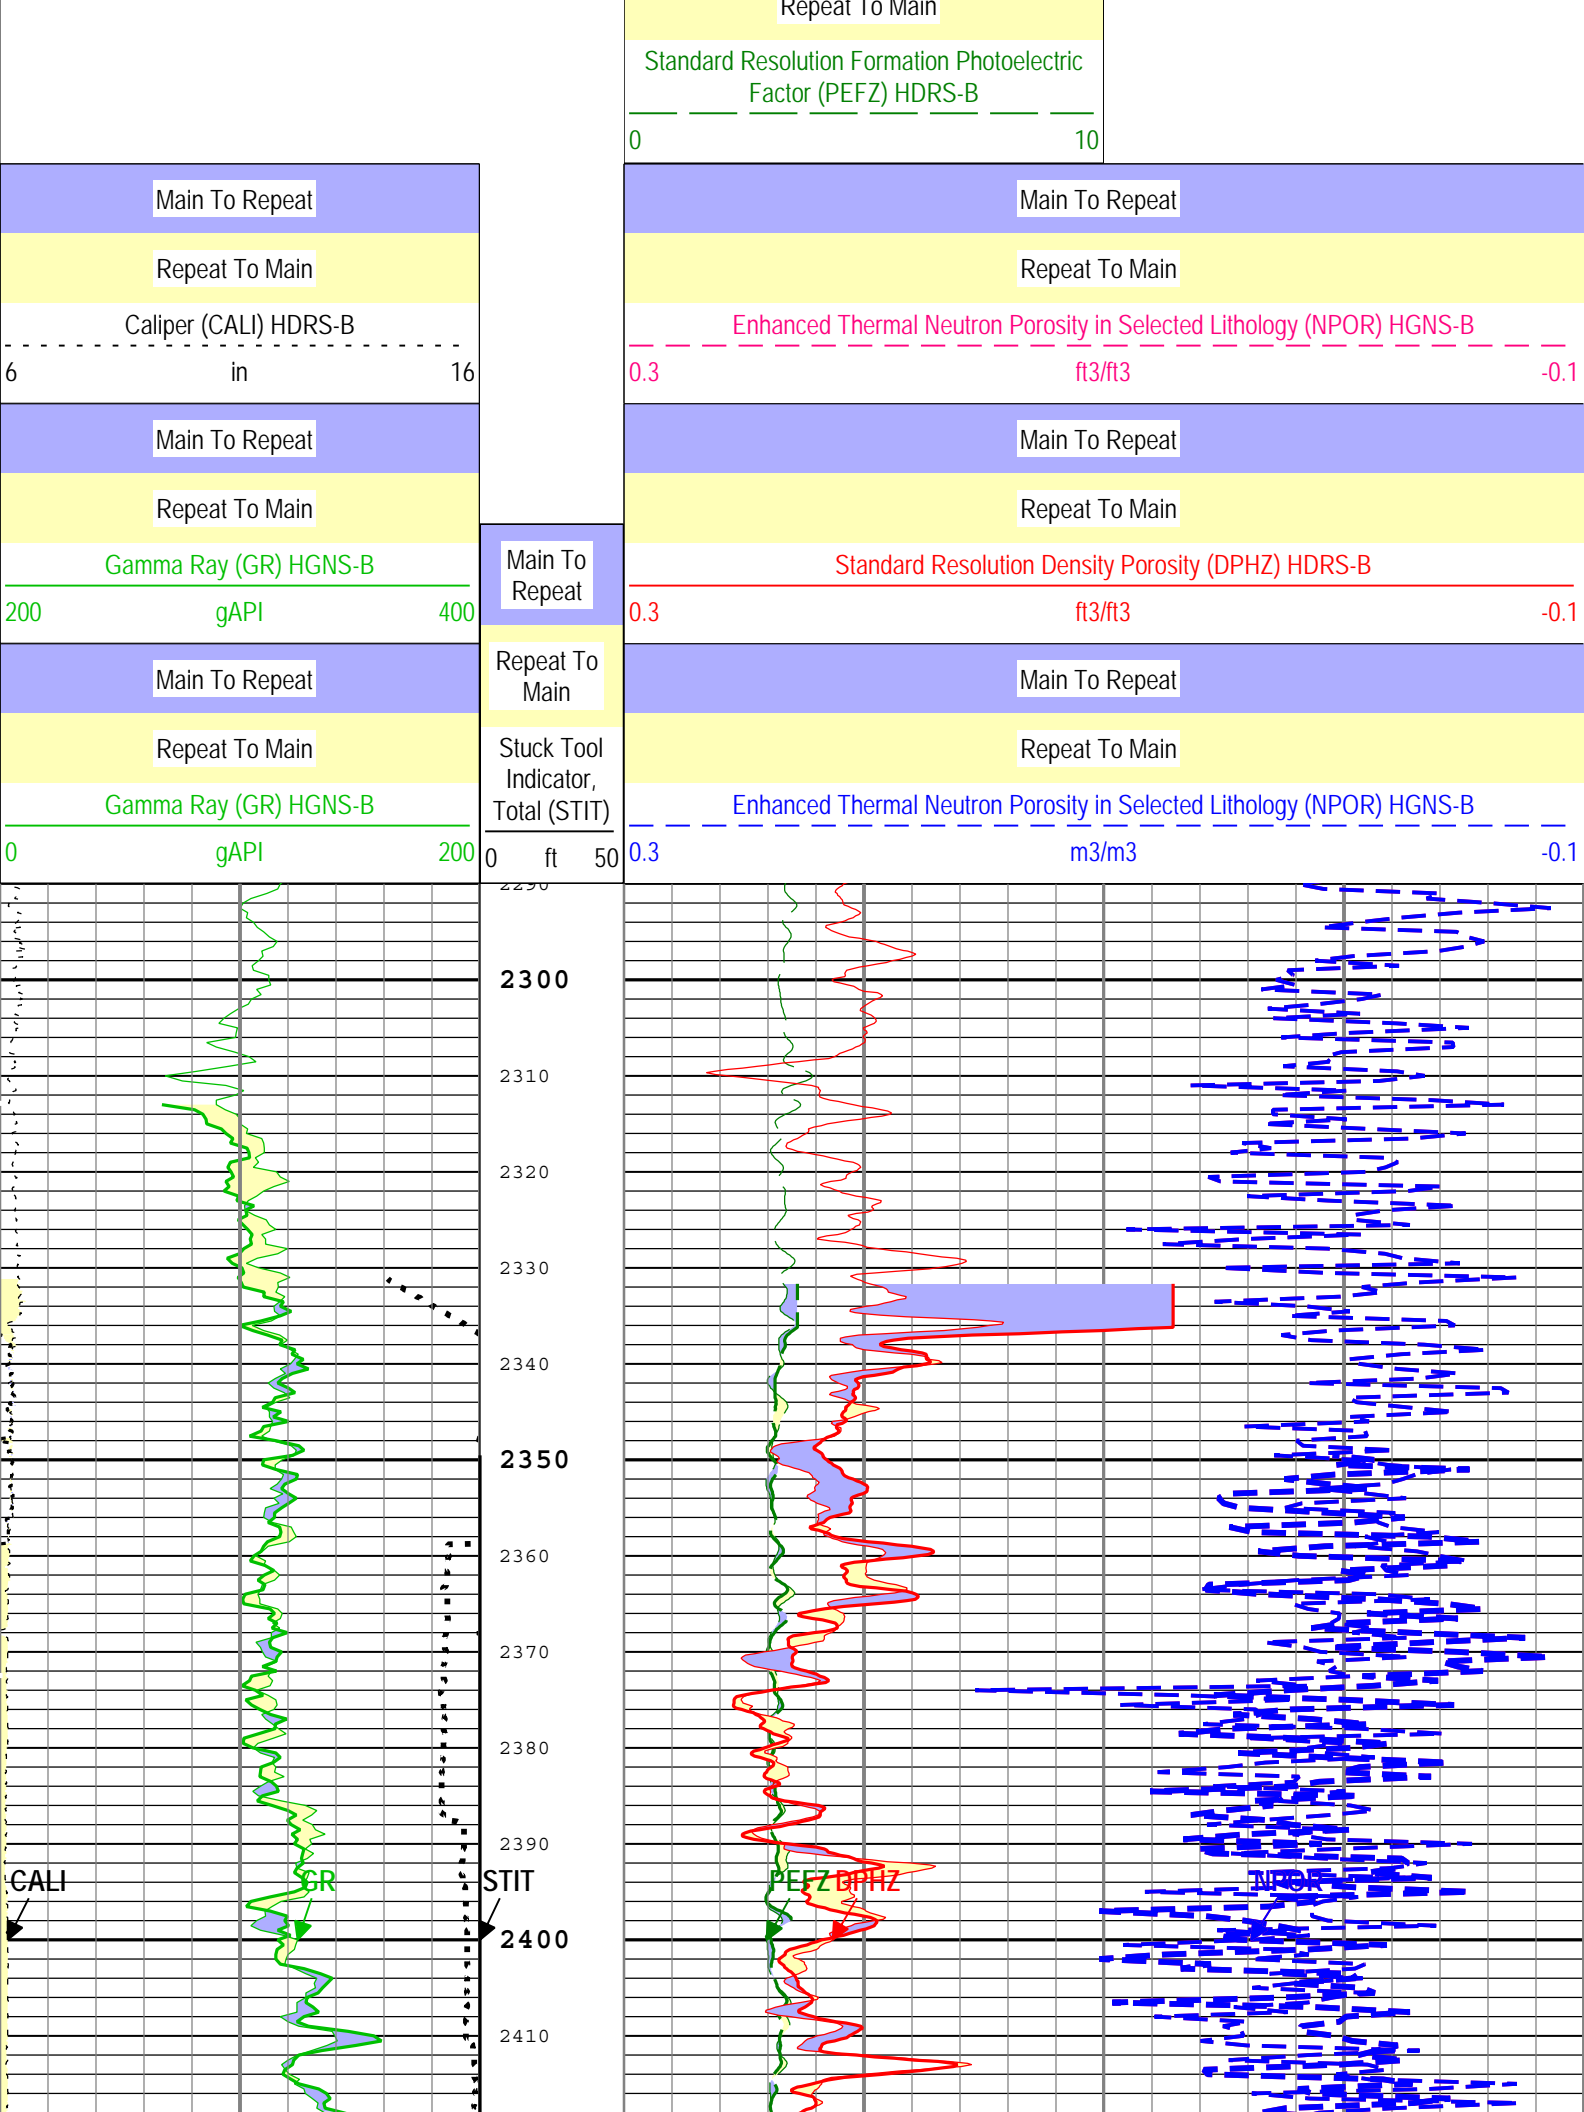 Repeat To Main
Standard Resolution Formation Photoelectric
Factor (PEFZ) HDRS-B
0 10
Main To Repeat
Repeat To Main
Caliper (CALI) HDRS-B
6 in 16
Main To Repeat
Repeat To Main
Gamma Ray (GR) HGNS-B
200 gAPI 400
Main To Repeat
Repeat To Main
Gamma Ray (GR) HGNS-B
0 gAPI 200
Main To
Repeat
Repeat To
Main
Stuck Tool
Indicator,
Total (STIT)
0 ft 50
Main To Repeat
Repeat To Main
Enhanced Thermal Neutron Porosity in Selected Lithology (NPOR) HGNS-B
0.3 ft3/ft3 -0.1
Main To Repeat
Repeat To Main
Standard Resolution Density Porosity (DPHZ) HDRS-B
0.3 ft3/ft3 -0.1
Main To Repeat
Repeat To Main
Enhanced Thermal Neutron Porosity in Selected Lithology (NPOR) HGNS-B
0.3 m3/m3 -0.1
2290
2300
2310
2320
2330
2340
2350
2360
2370
2380
2390
CALI GR STIT PEFZ DPHZ NPOR
2400
2410